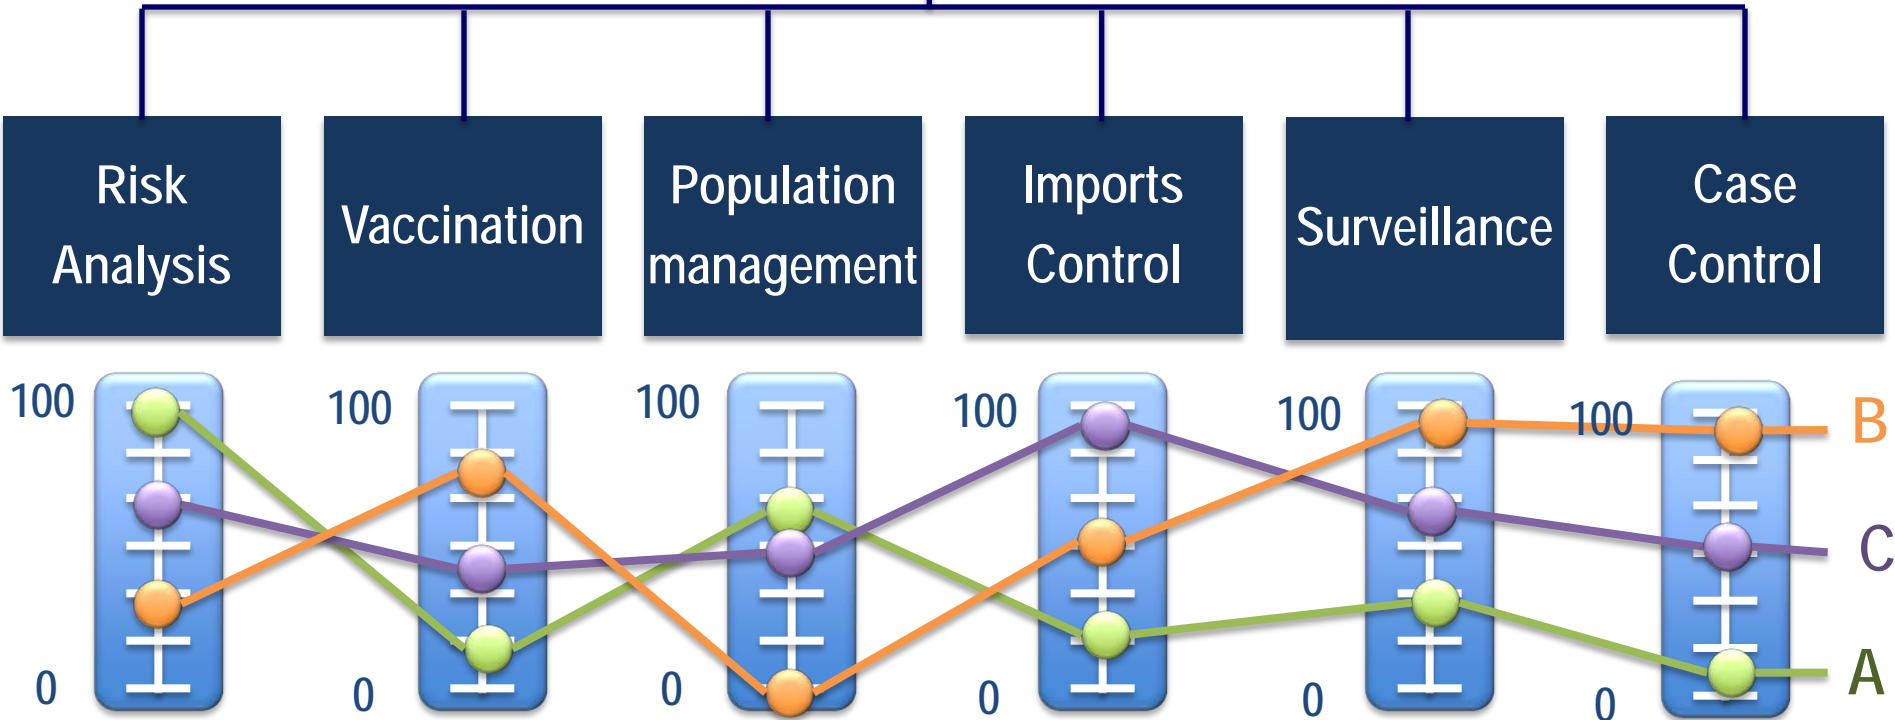 Risk
Analysis
Vaccination
Population
management
Imports
Control
Surveillance
Case
Control
100
100
100
100
100
100
B
C
A
0
0
0
0
0
0